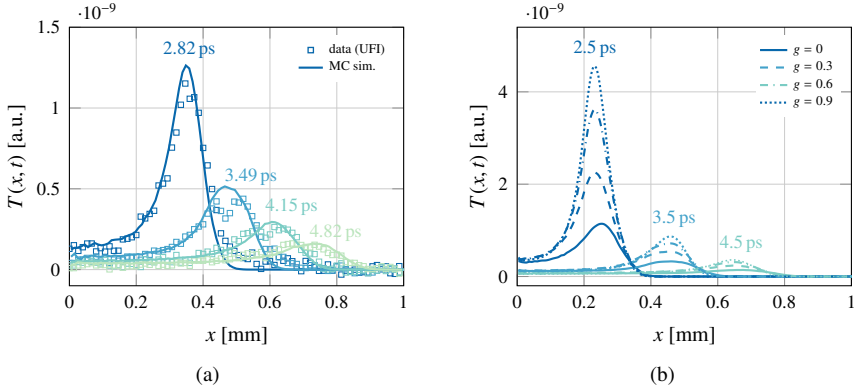 ·10⁻⁹
T(x, t) [a.u.]
1.5
1
0.5
0
0 0.2 0.4 0.6 0.8 1
x [mm]
2.82 ps
3.49 ps
4.15 ps
4.82 ps
data (UFI)
MC sim.
(a)
·10⁻⁹
T(x, t) [a.u.]
4
2
0
0 0.2 0.4 0.6 0.8 1
x [mm]
2.5 ps
3.5 ps
4.5 ps
g = 0
g = 0.3
g = 0.6
g = 0.9
(b)